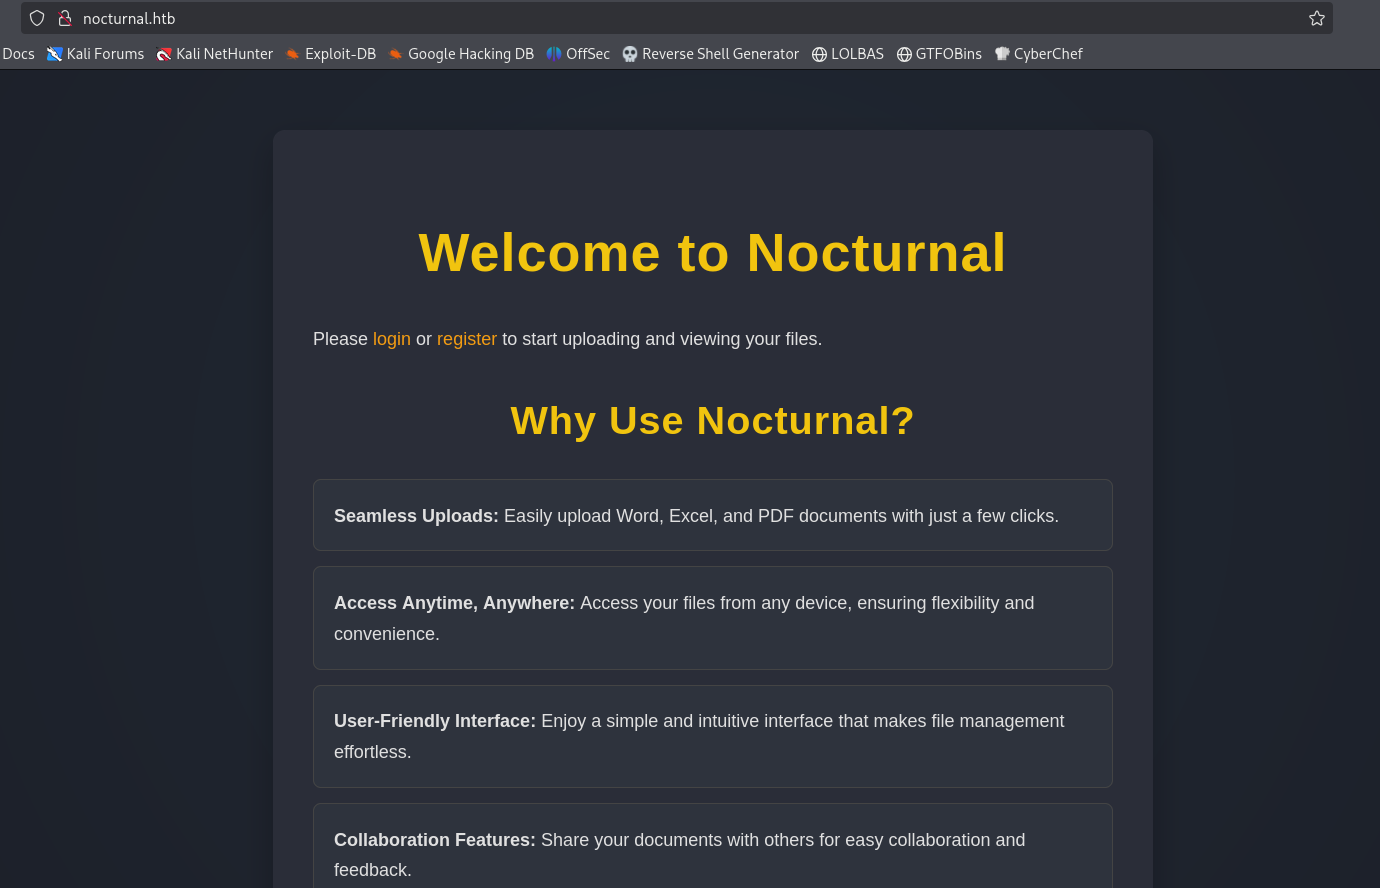 nocturnal.htb
Docs Kali Forums Kali NetHunter Exploit-DB Google Hacking DB OffSec Reverse Shell Generator LOLBAS GTFOBins CyberChef
Welcome to Nocturnal
Please login or register to start uploading and viewing your files.
Why Use Nocturnal?
Seamless Uploads: Easily upload Word, Excel, and PDF documents with just a few clicks.
Access Anytime, Anywhere: Access your files from any device, ensuring flexibility and
convenience.
User-Friendly Interface: Enjoy a simple and intuitive interface that makes file management
effortless.
Collaboration Features: Share your documents with others for easy collaboration and
feedback.